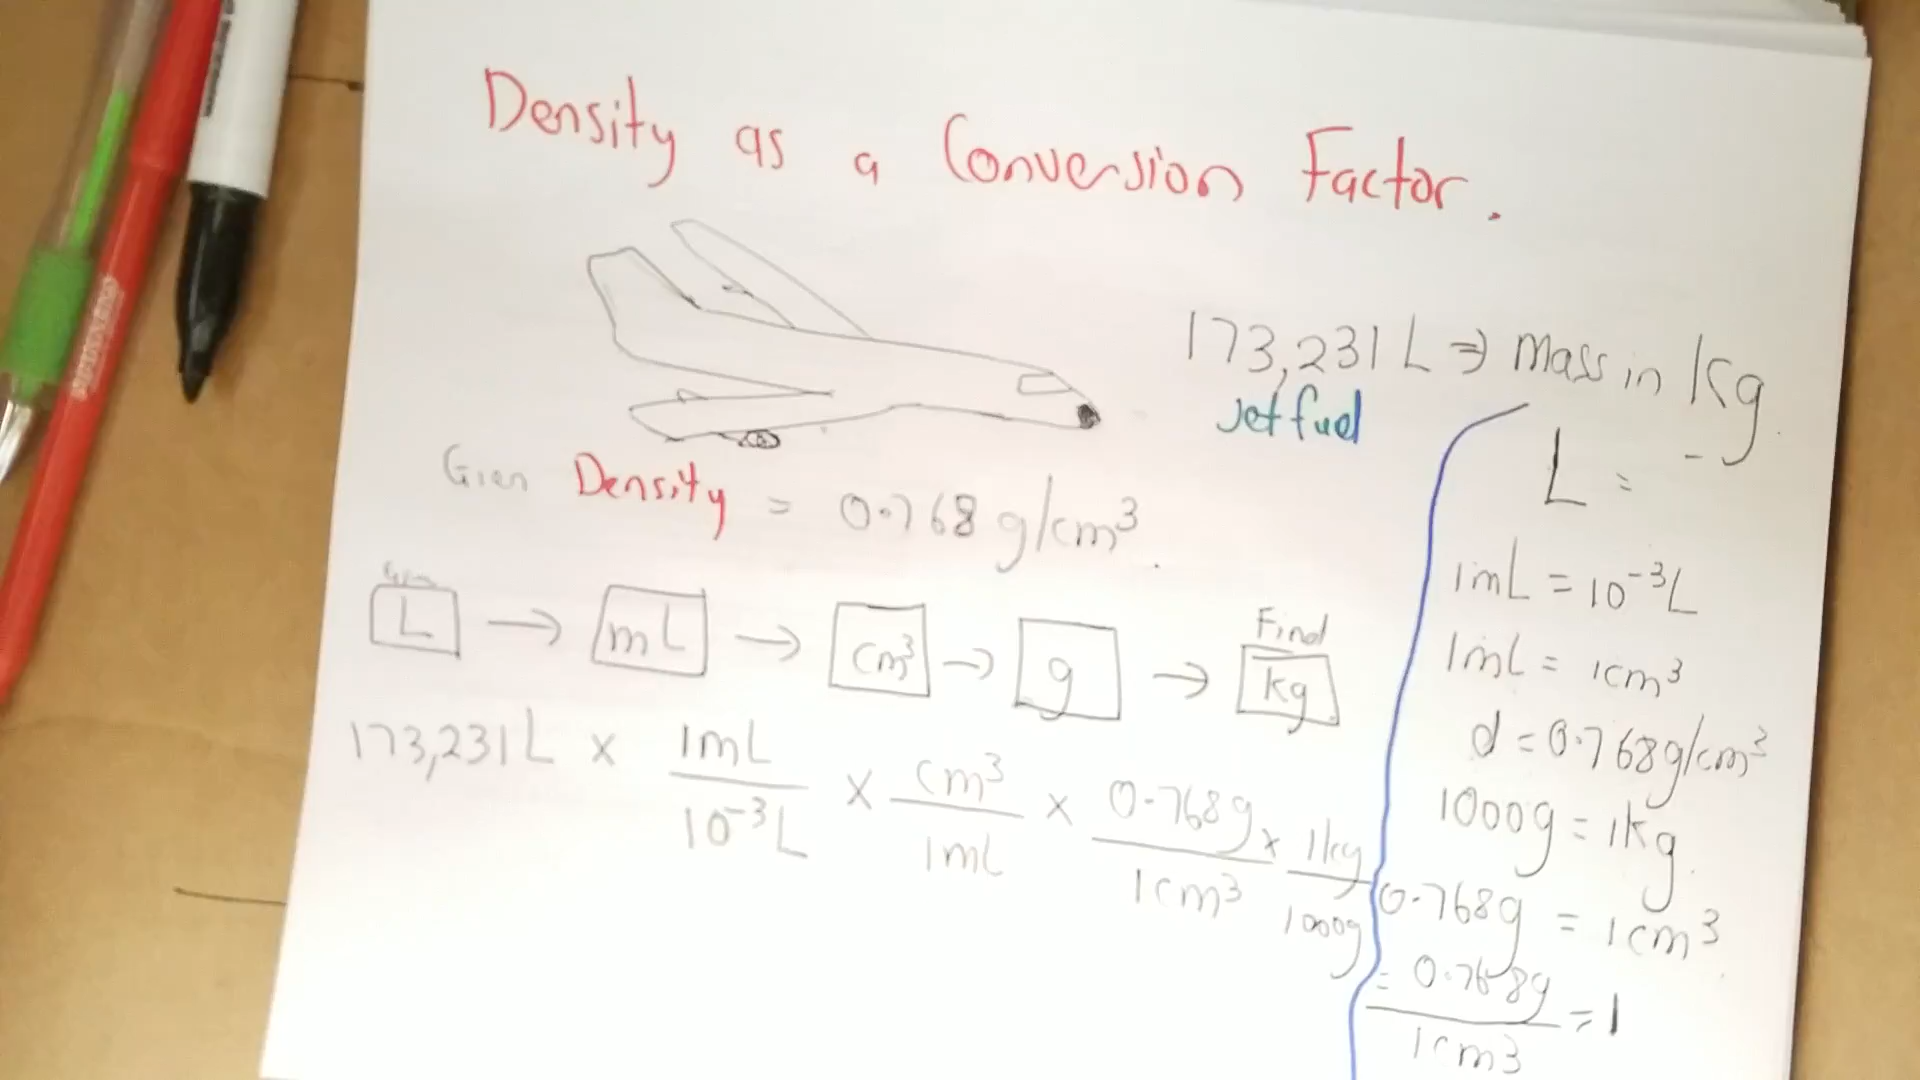 Density as a Conversion Factor.
173,231 L ⇒ mass in kg
Jet fuel
Given Density = 0.768 g/cm³
L → mL → cm³ → g → kg
Find
173,231 L × 1mL / 10⁻³L × cm³ / 1mL × 0.768g / 1cm³ × 1kg / 1000g
L =
1mL = 10⁻³L
1mL = 1cm³
d = 0.768g/cm³
1000g = 1kg
0.768g = 1cm³
= 0.768g / 1cm3 = 1